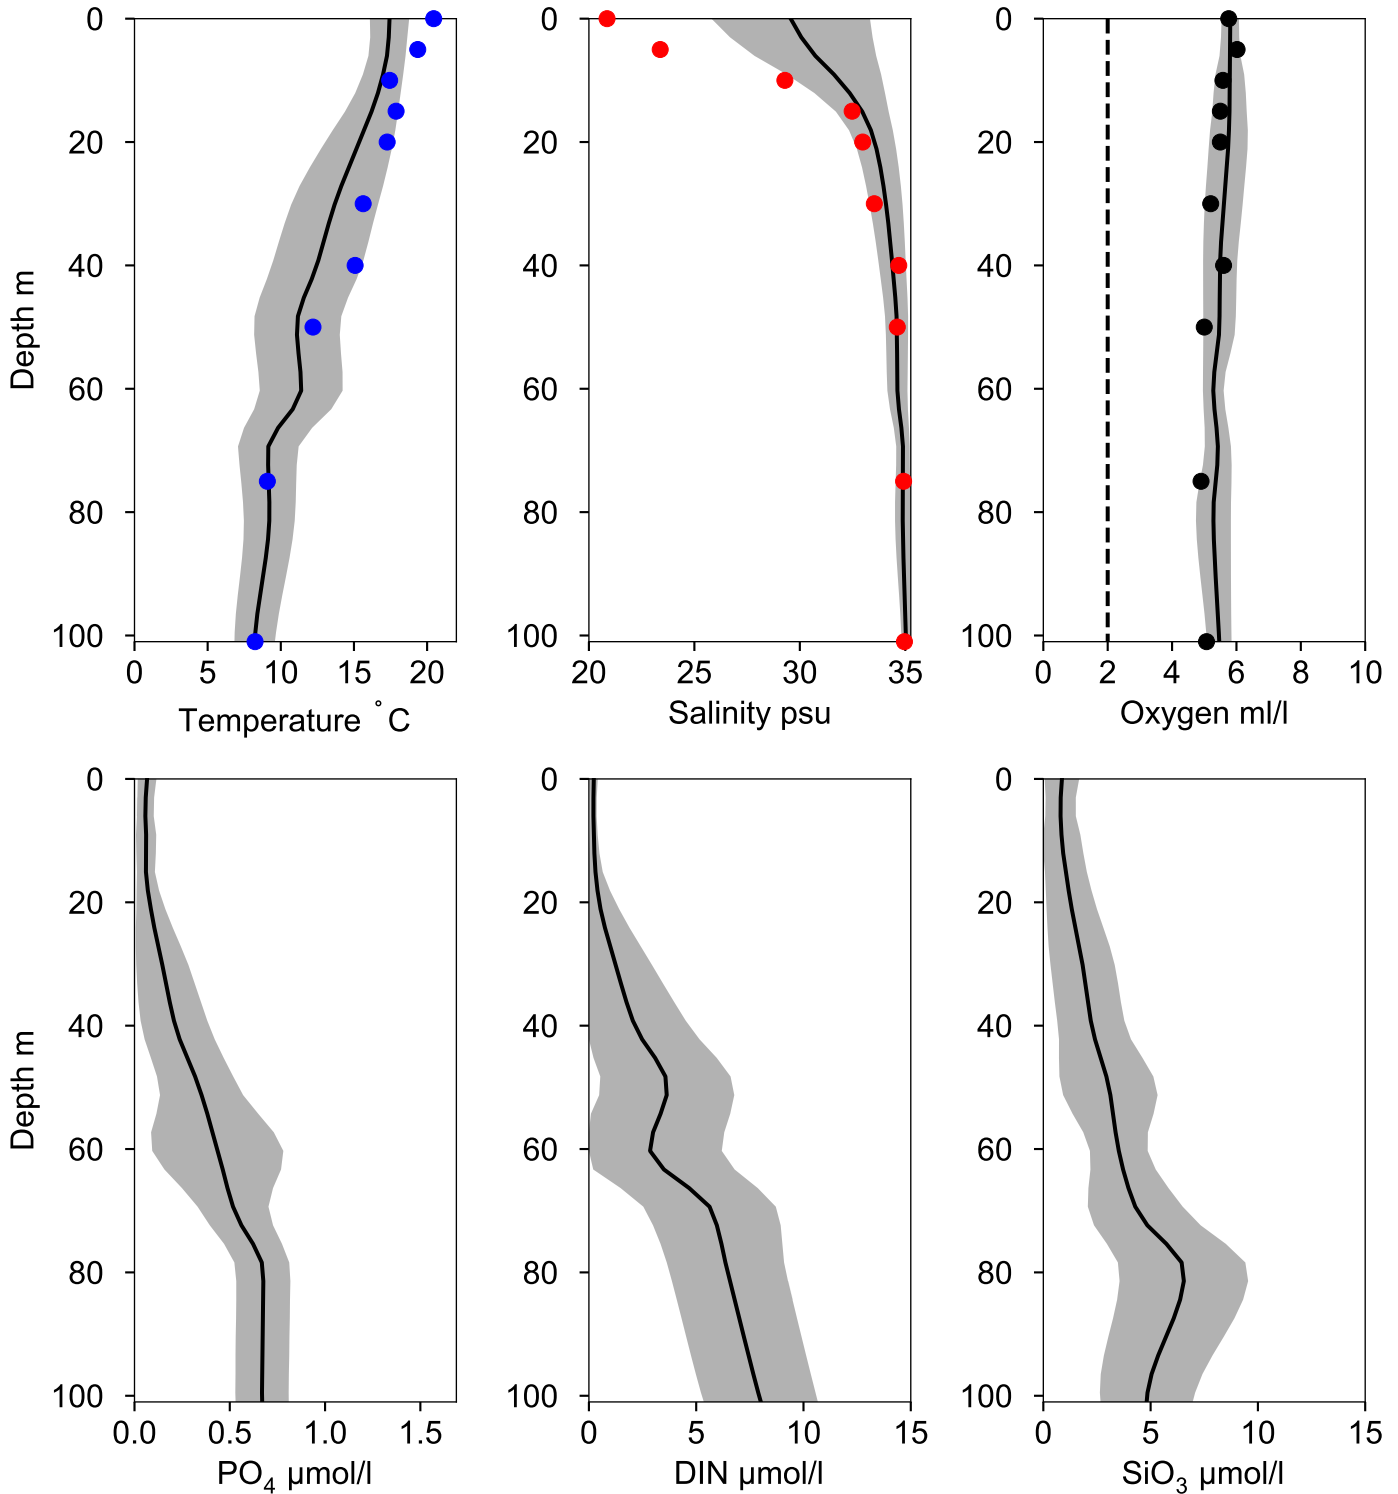 0
20
40
60
80
100
Depth m
0 5 10 15 20
Temperature °C
0
20
40
60
80
100
20 25 30 35
Salinity psu
0
20
40
60
80
100
0 2 4 6 8 10
Oxygen ml/l
0
20
40
60
80
100
Depth m
0.0 0.5 1.0 1.5
PO₄ µmol/l
0
20
40
60
80
100
0 5 10 15
DIN µmol/l
0
20
40
60
80
100
0 5 10 15
SiO₃ µmol/l